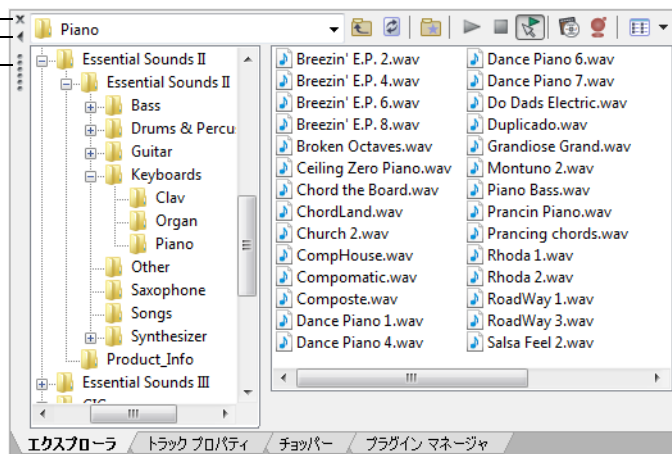 Piano
Essential Sounds II
Essential Sounds II
Bass
Drums & Percu
Guitar
Keyboards
Clav
Organ
Piano
Other
Saxophone
Songs
Synthesizer
Product_Info
Essential Sounds III
Breezin' E.P. 2.wav
Breezin' E.P. 4.wav
Breezin' E.P. 6.wav
Breezin' E.P. 8.wav
Broken Octaves.wav
Ceiling Zero Piano.wav
Chord the Board.wav
ChordLand.wav
Church 2.wav
CompHouse.wav
Compomatic.wav
Composte.wav
Dance Piano 1.wav
Dance Piano 4.wav
Dance Piano 6.wav
Dance Piano 7.wav
Do Dads Electric.wav
Duplicado.wav
Grandiose Grand.wav
Montuno 2.wav
Piano Bass.wav
Prancin Piano.wav
Prancing chords.wav
Rhoda 1.wav
Rhoda 2.wav
RoadWay 1.wav
RoadWay 3.wav
Salsa Feel 2.wav
エクスプローラ
トラック プロパティ
チョッパー
プラグイン マネージャ